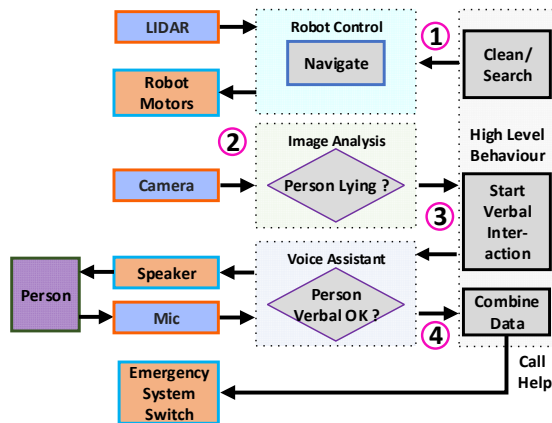 LIDAR
Robot Control
1
Clean/
Search
Navigate
Robot
Motors
2
Image Analysis
High Level
Behaviour
Camera
Person Lying ?
3
Start
Verbal
Inter-
action
Voice Assistant
Speaker
Person
Person
Verbal OK ?
Mic
4
Combine
Data
Call
Help
Emergency
System
Switch